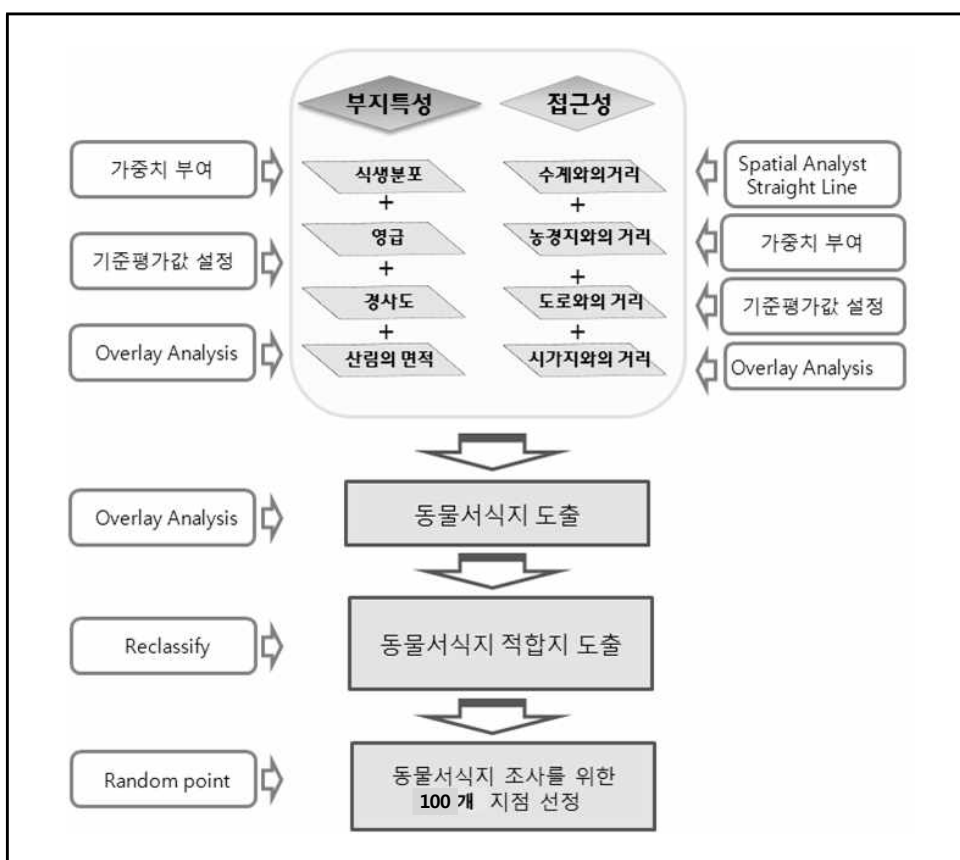 부지특성
접근성
가중치 부여
식생분포
수계와의거리
Spatial Analyst
Straight Line
+
+
기준평가값 설정
영급
농경지와의 거리
가중치 부여
+
+
경사도
도로와의 거리
기준평가값 설정
+
+
Overlay Analysis
산림의 면적
시가지와의 거리
Overlay Analysis
Overlay Analysis
동물서식지 도출
Reclassify
동물서식지 적합지 도출
Random point
동물서식지 조사를 위한
100 개 지점 선정